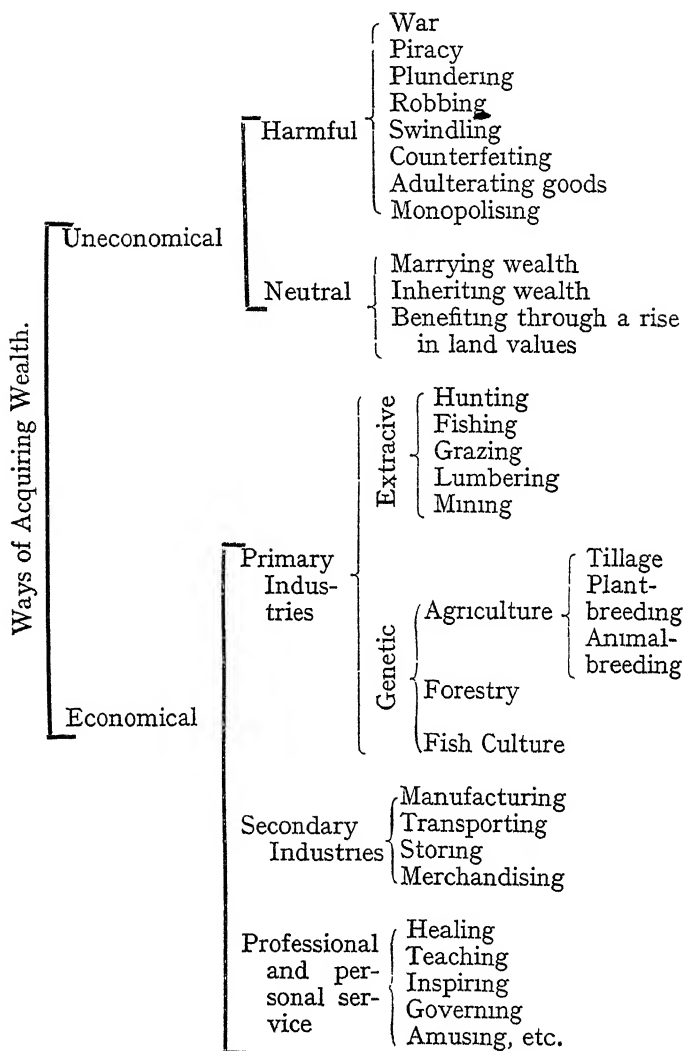 Ways of Acquiring Wealth.
Uneconomical
Harmful
War
Piracy
Plundering
Robbing
Swindling
Counterfeiting
Adulterating goods
Monopolising
Neutral
Marrying wealth
Inheriting wealth
Benefiting through a rise
in land values
Economical
Primary
Indus-
tries
Extracive
Hunting
Fishing
Grazing
Lumbering
Mining
Genetic
Agriculture
Tillage
Plant-
breeding
Animal-
breeding
Forestry
Fish Culture
Secondary
Industries
Manufacturing
Transporting
Storing
Merchandising
Professional
and per-
sonal ser-
vice
Healing
Teaching
Inspiring
Governing
Amusing, etc.